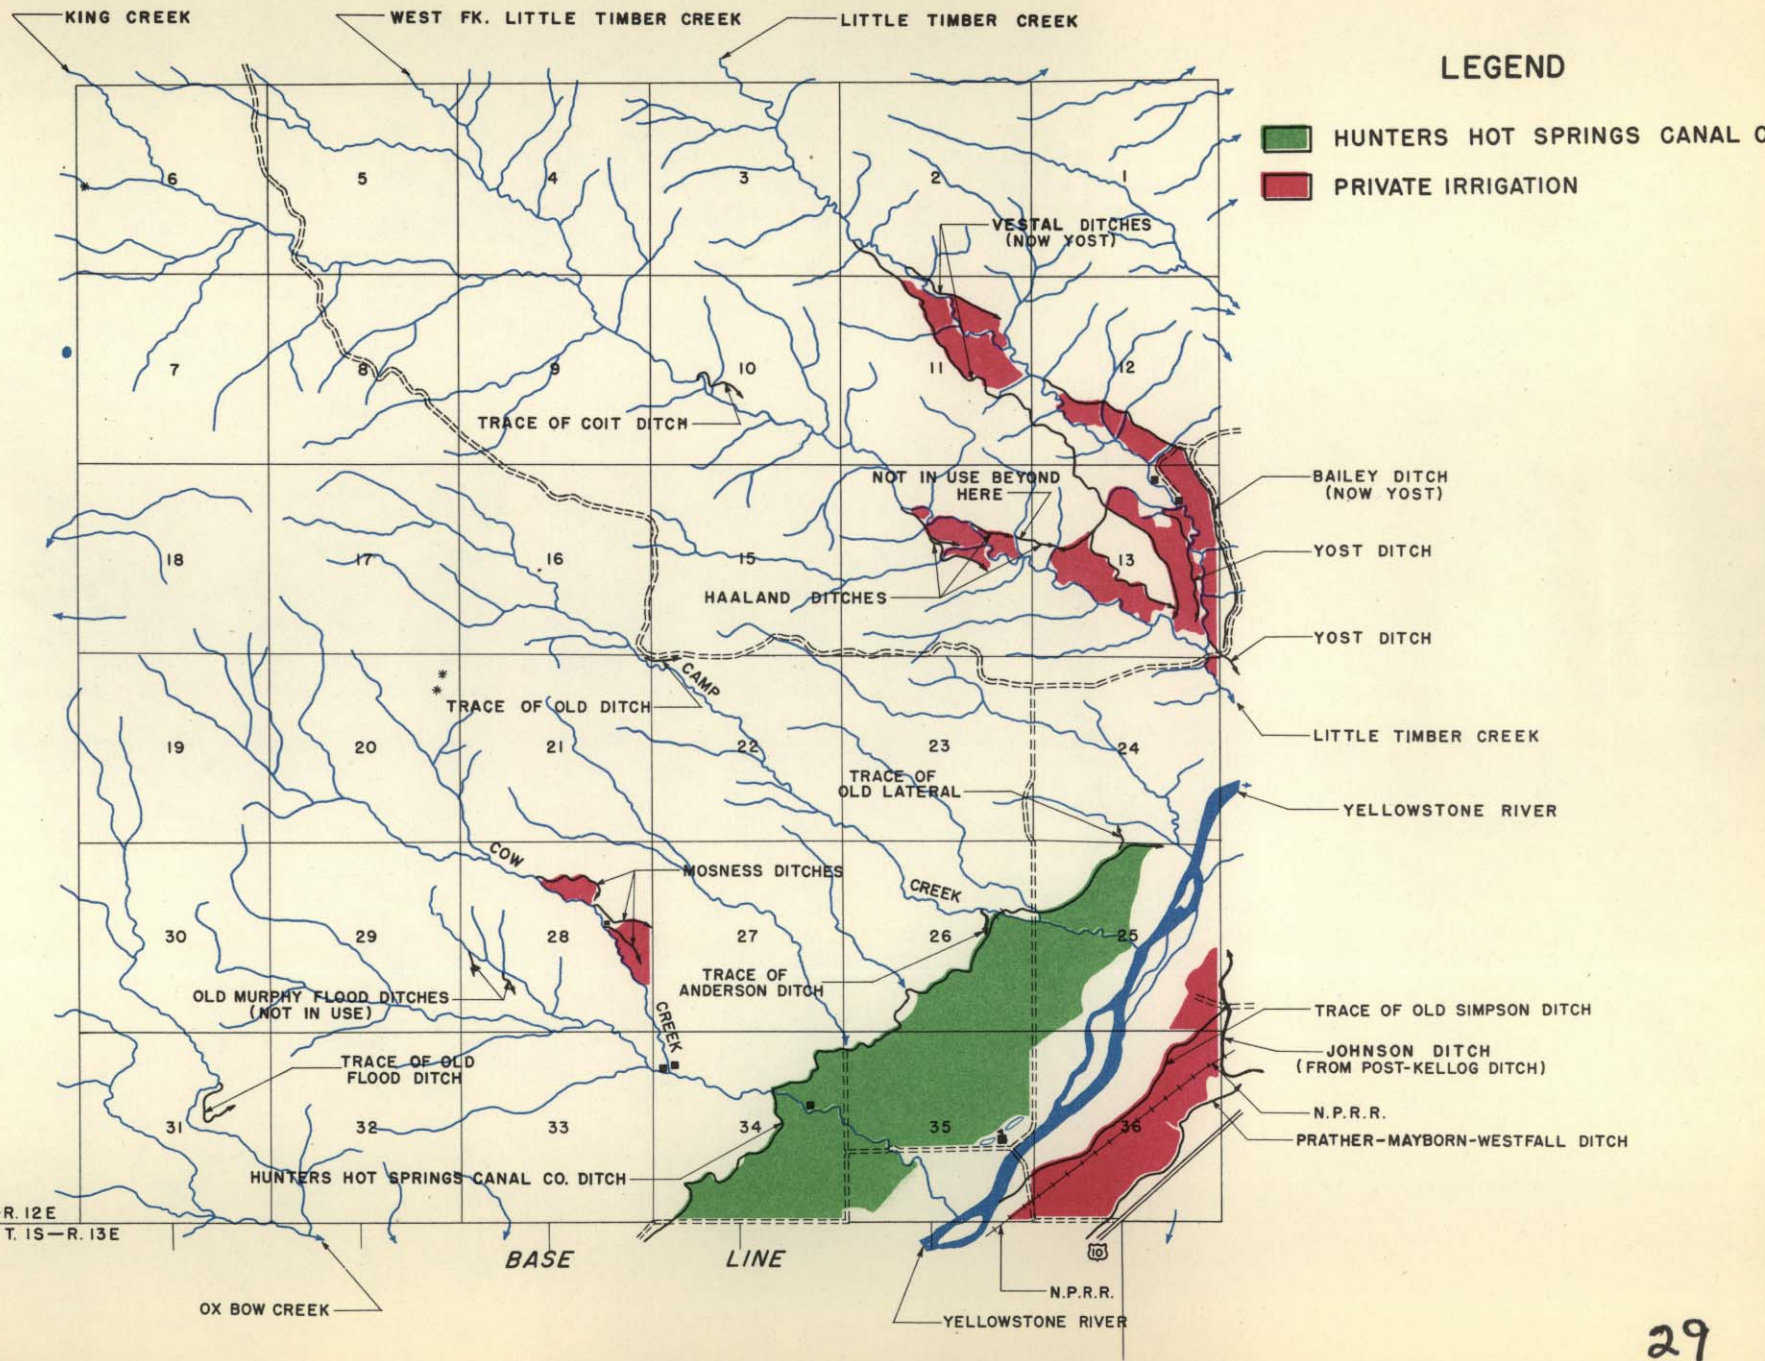 KING CREEK
WEST FK. LITTLE TIMBER CREEK
LITTLE TIMBER CREEK
LEGEND
HUNTERS HOT SPRINGS CANAL C
PRIVATE IRRIGATION
6
5
4
3
2
1
VESTAL DITCHES
(NOW YOST)
7
8
9
10
11
12
TRACE OF COIT DITCH
NOT IN USE BEYOND
HERE
BAILEY DITCH
(NOW YOST)
18
17
16
15
13
YOST DITCH
HAALAND DITCHES
YOST DITCH
CAMP
TRACE OF OLD DITCH
LITTLE TIMBER CREEK
19
20
21
22
23
24
TRACE OF
OLD LATERAL
YELLOWSTONE RIVER
COW
MOSNESS DITCHES
CREEK
30
29
28
27
26
25
TRACE OF
ANDERSON DITCH
OLD MURPHY FLOOD DITCHES
(NOT IN USE)
CREEK
TRACE OF OLD SIMPSON DITCH
TRACE OF OLD
FLOOD DITCH
JOHNSON DITCH
(FROM POST-KELLOG DITCH)
N.P.R.R.
31
32
33
34
35
36
PRATHER-MAYBORN-WESTFALL DITCH
HUNTERS HOT SPRINGS CANAL CO. DITCH
R. 12E
T. 1S-R. 13E
BASE LINE
10
OX BOW CREEK
N.P.R.R.
YELLOWSTONE RIVER
29